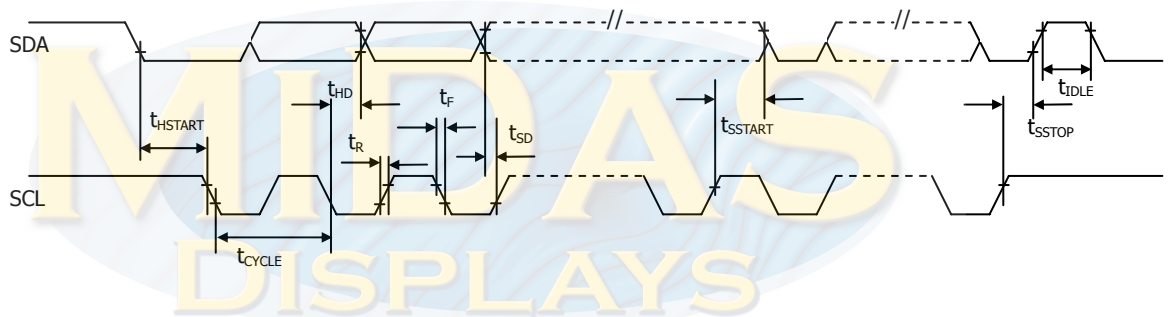 SDA
//
//
tHD
tF
tIDLE
tHSTART
tR
tSD
tSSTART
tSSTOP
SCL
tCYCLE
MIDAS
DISPLAYS